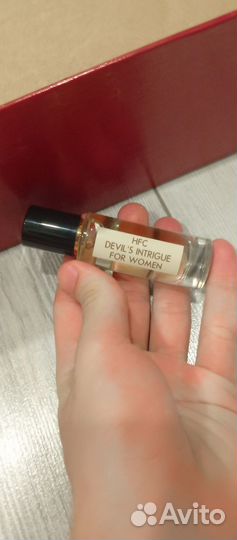 HFC
DEVIL'S INTRIGUE
FOR WOMEN
Avito